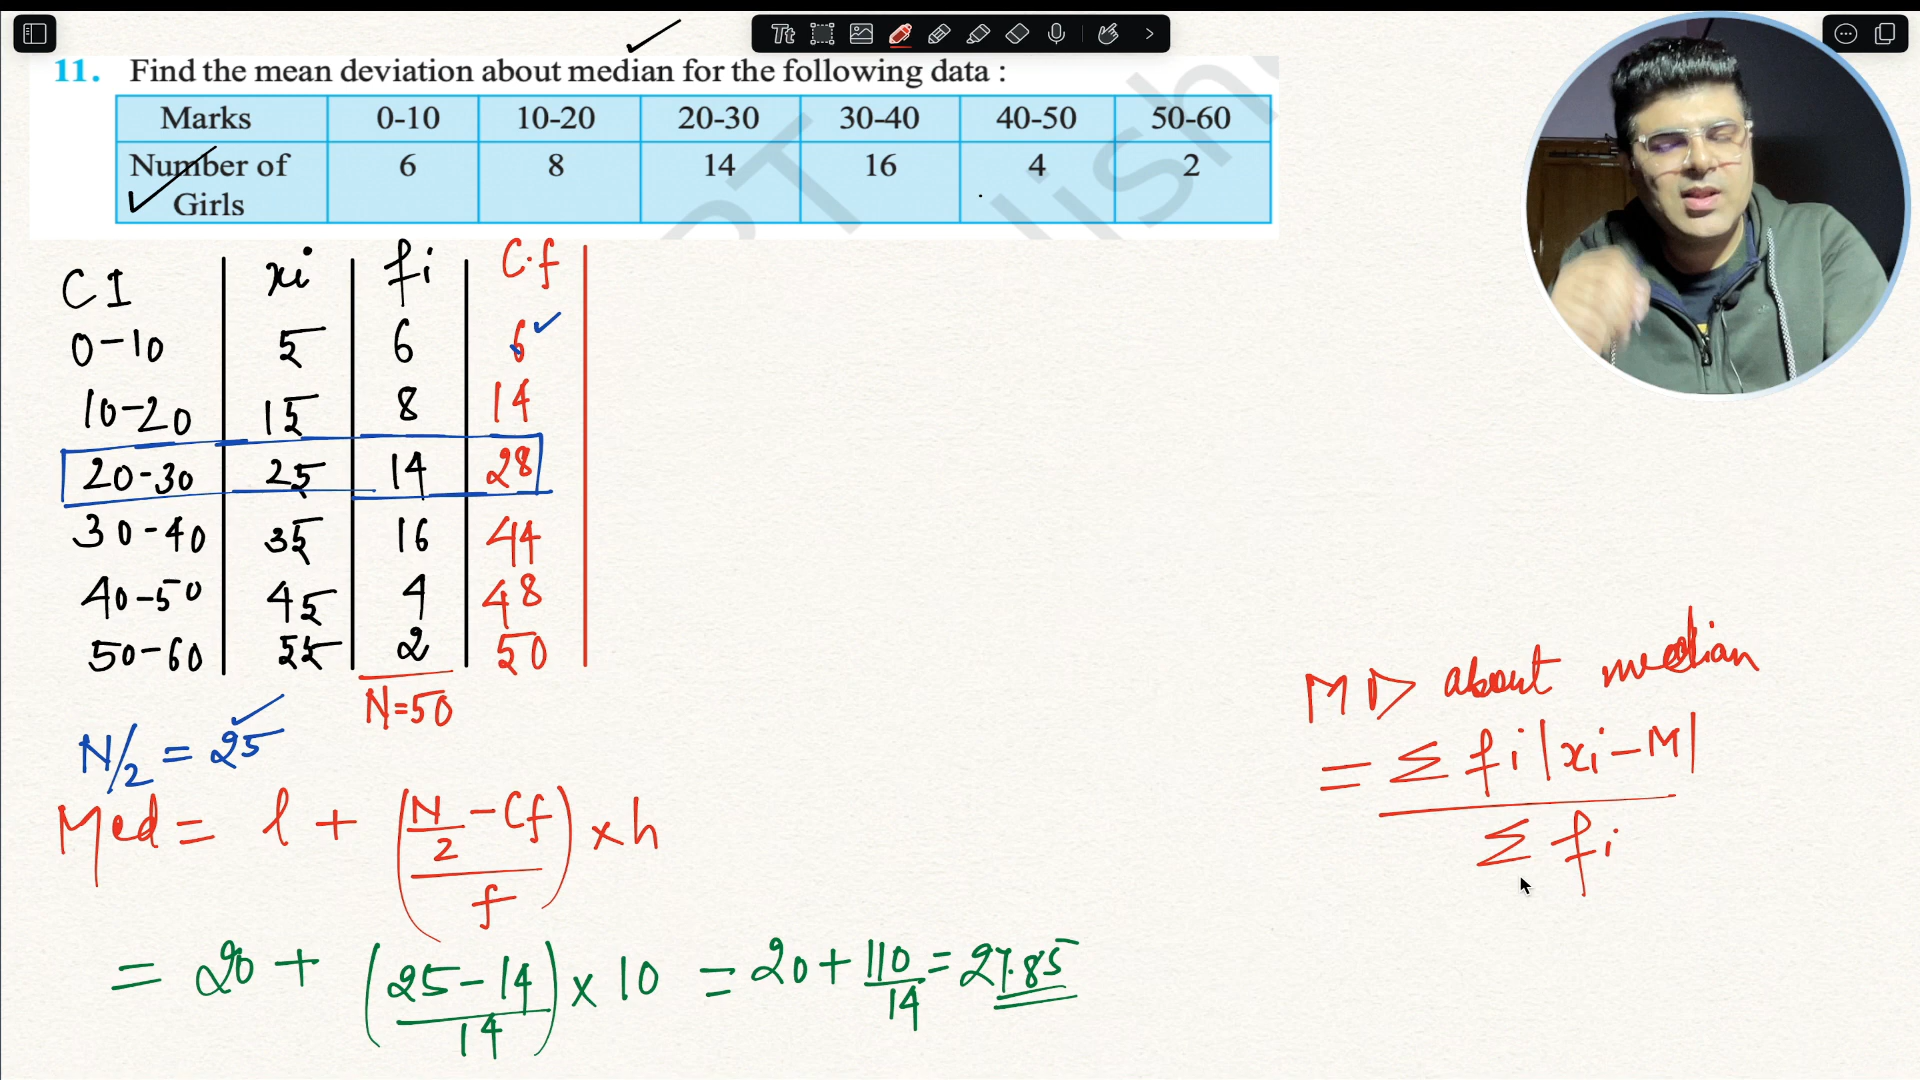 Tt
11. Find the mean deviation about median for the following data :
Marks 0-10 10-20 20-30 30-40 40-50 50-60
Number of Girls 6 8 14 16 4 2
CI xi fi C.f
0-10 5 6 6
10-20 15 8 14
20-30 25 14 28
30-40 35 16 44
40-50 45 4 48
50-60 55 2 50
N=50
N/2 = 25
Med = l + (N/2 - Cf / f) × h
= 20 + (25-14 / 14) × 10 = 20 + 110/14 = 27.85
MD about median
= Σ fi |xi - M|
Σ fi